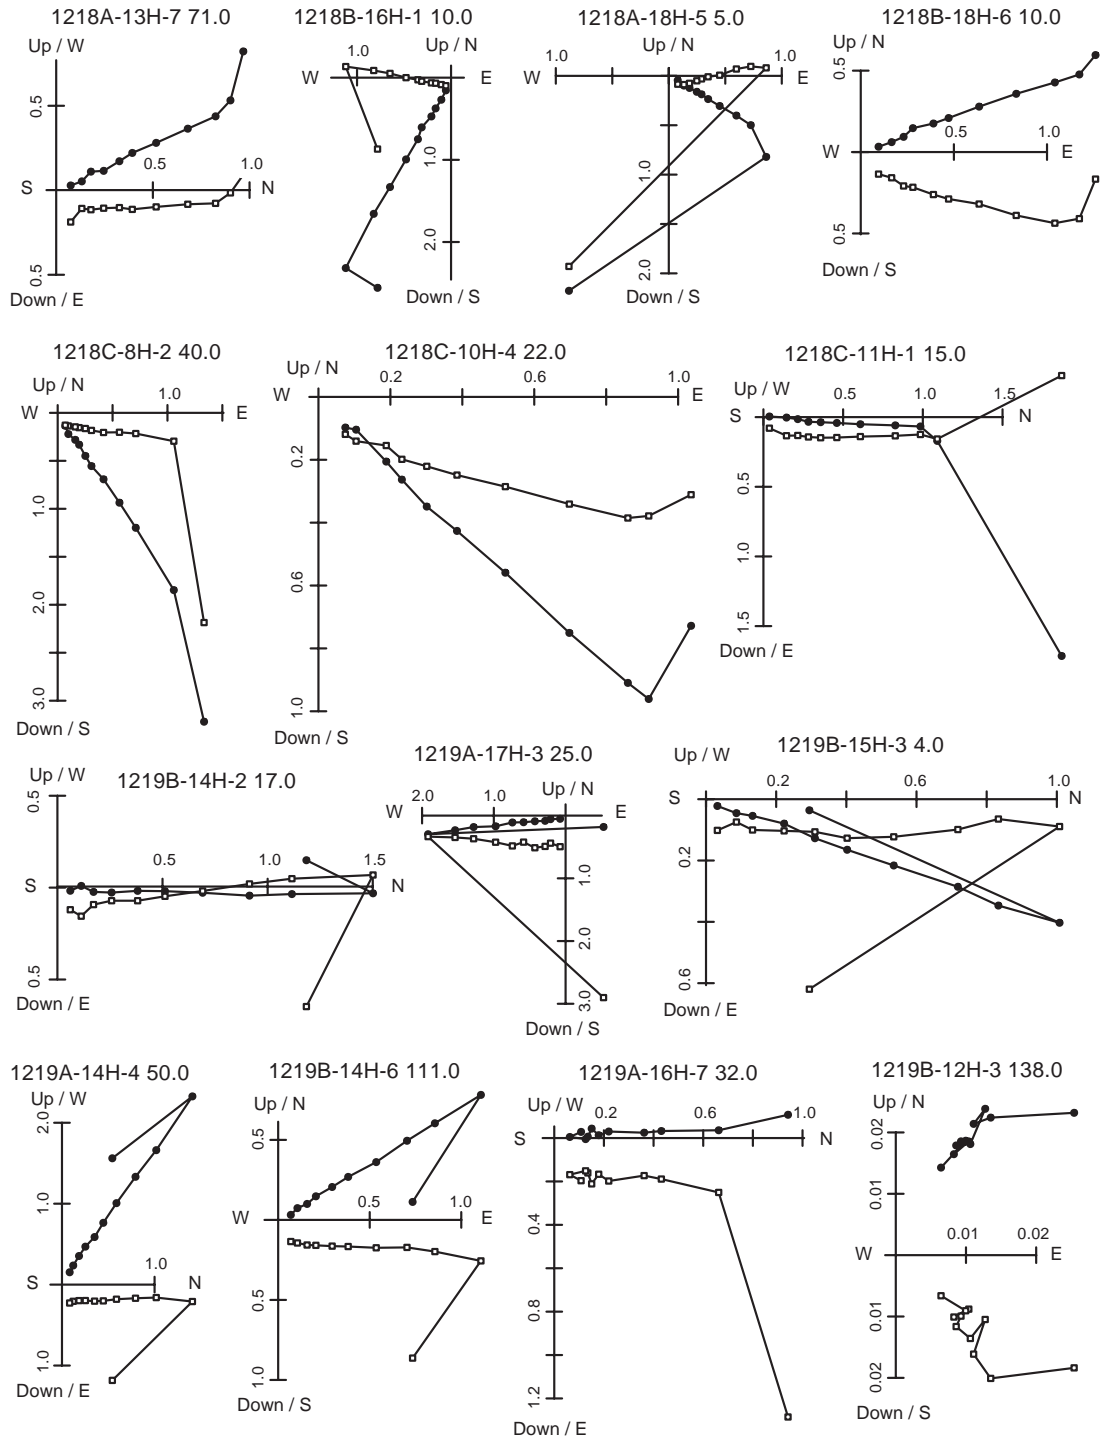 1218A-13H-7 71.0
Up / W
0.5
0.5
1.0
S
N
0.5
Down / E
1218B-16H-1 10.0
Up / N
1.0
W
E
1.0
2.0
Down / S
1218A-18H-5 5.0
Up / N
1.0
1.0
W
E
1.0
2.0
Down / S
1218B-18H-6 10.0
Up / N
0.5
0.5
1.0
W
E
0.5
Down / S
1218C-8H-2 40.0
Up / N
1.0
W
E
1.0
2.0
3.0
Down / S
1218C-10H-4 22.0
Up / N
0.2
0.6
1.0
W
E
0.2
0.6
1.0
Down / S
1218C-11H-1 15.0
Up / W
0.5
1.0
1.5
S
N
0.5
1.0
1.5
Down / E
1219B-14H-2 17.0
Up / W
0.5
0.5
1.0
1.5
S
N
0.5
Down / E
1219A-17H-3 25.0
Up / N
2.0
1.0
W
E
1.0
2.0
3.0
Down / S
1219B-15H-3 4.0
Up / W
0.2
0.6
1.0
S
N
0.2
0.6
Down / E
1219A-14H-4 50.0
Up / W
2.0
1.0
1.0
S
N
1.0
Down / E
1219B-14H-6 111.0
Up / N
0.5
0.5
1.0
W
E
0.5
1.0
Down / S
1219A-16H-7 32.0
Up / W
0.2
0.6
1.0
S
N
0.4
0.8
1.2
Down / E
1219B-12H-3 138.0
Up / N
0.02
0.01
0.01
0.02
W
E
0.01
0.02
Down / S